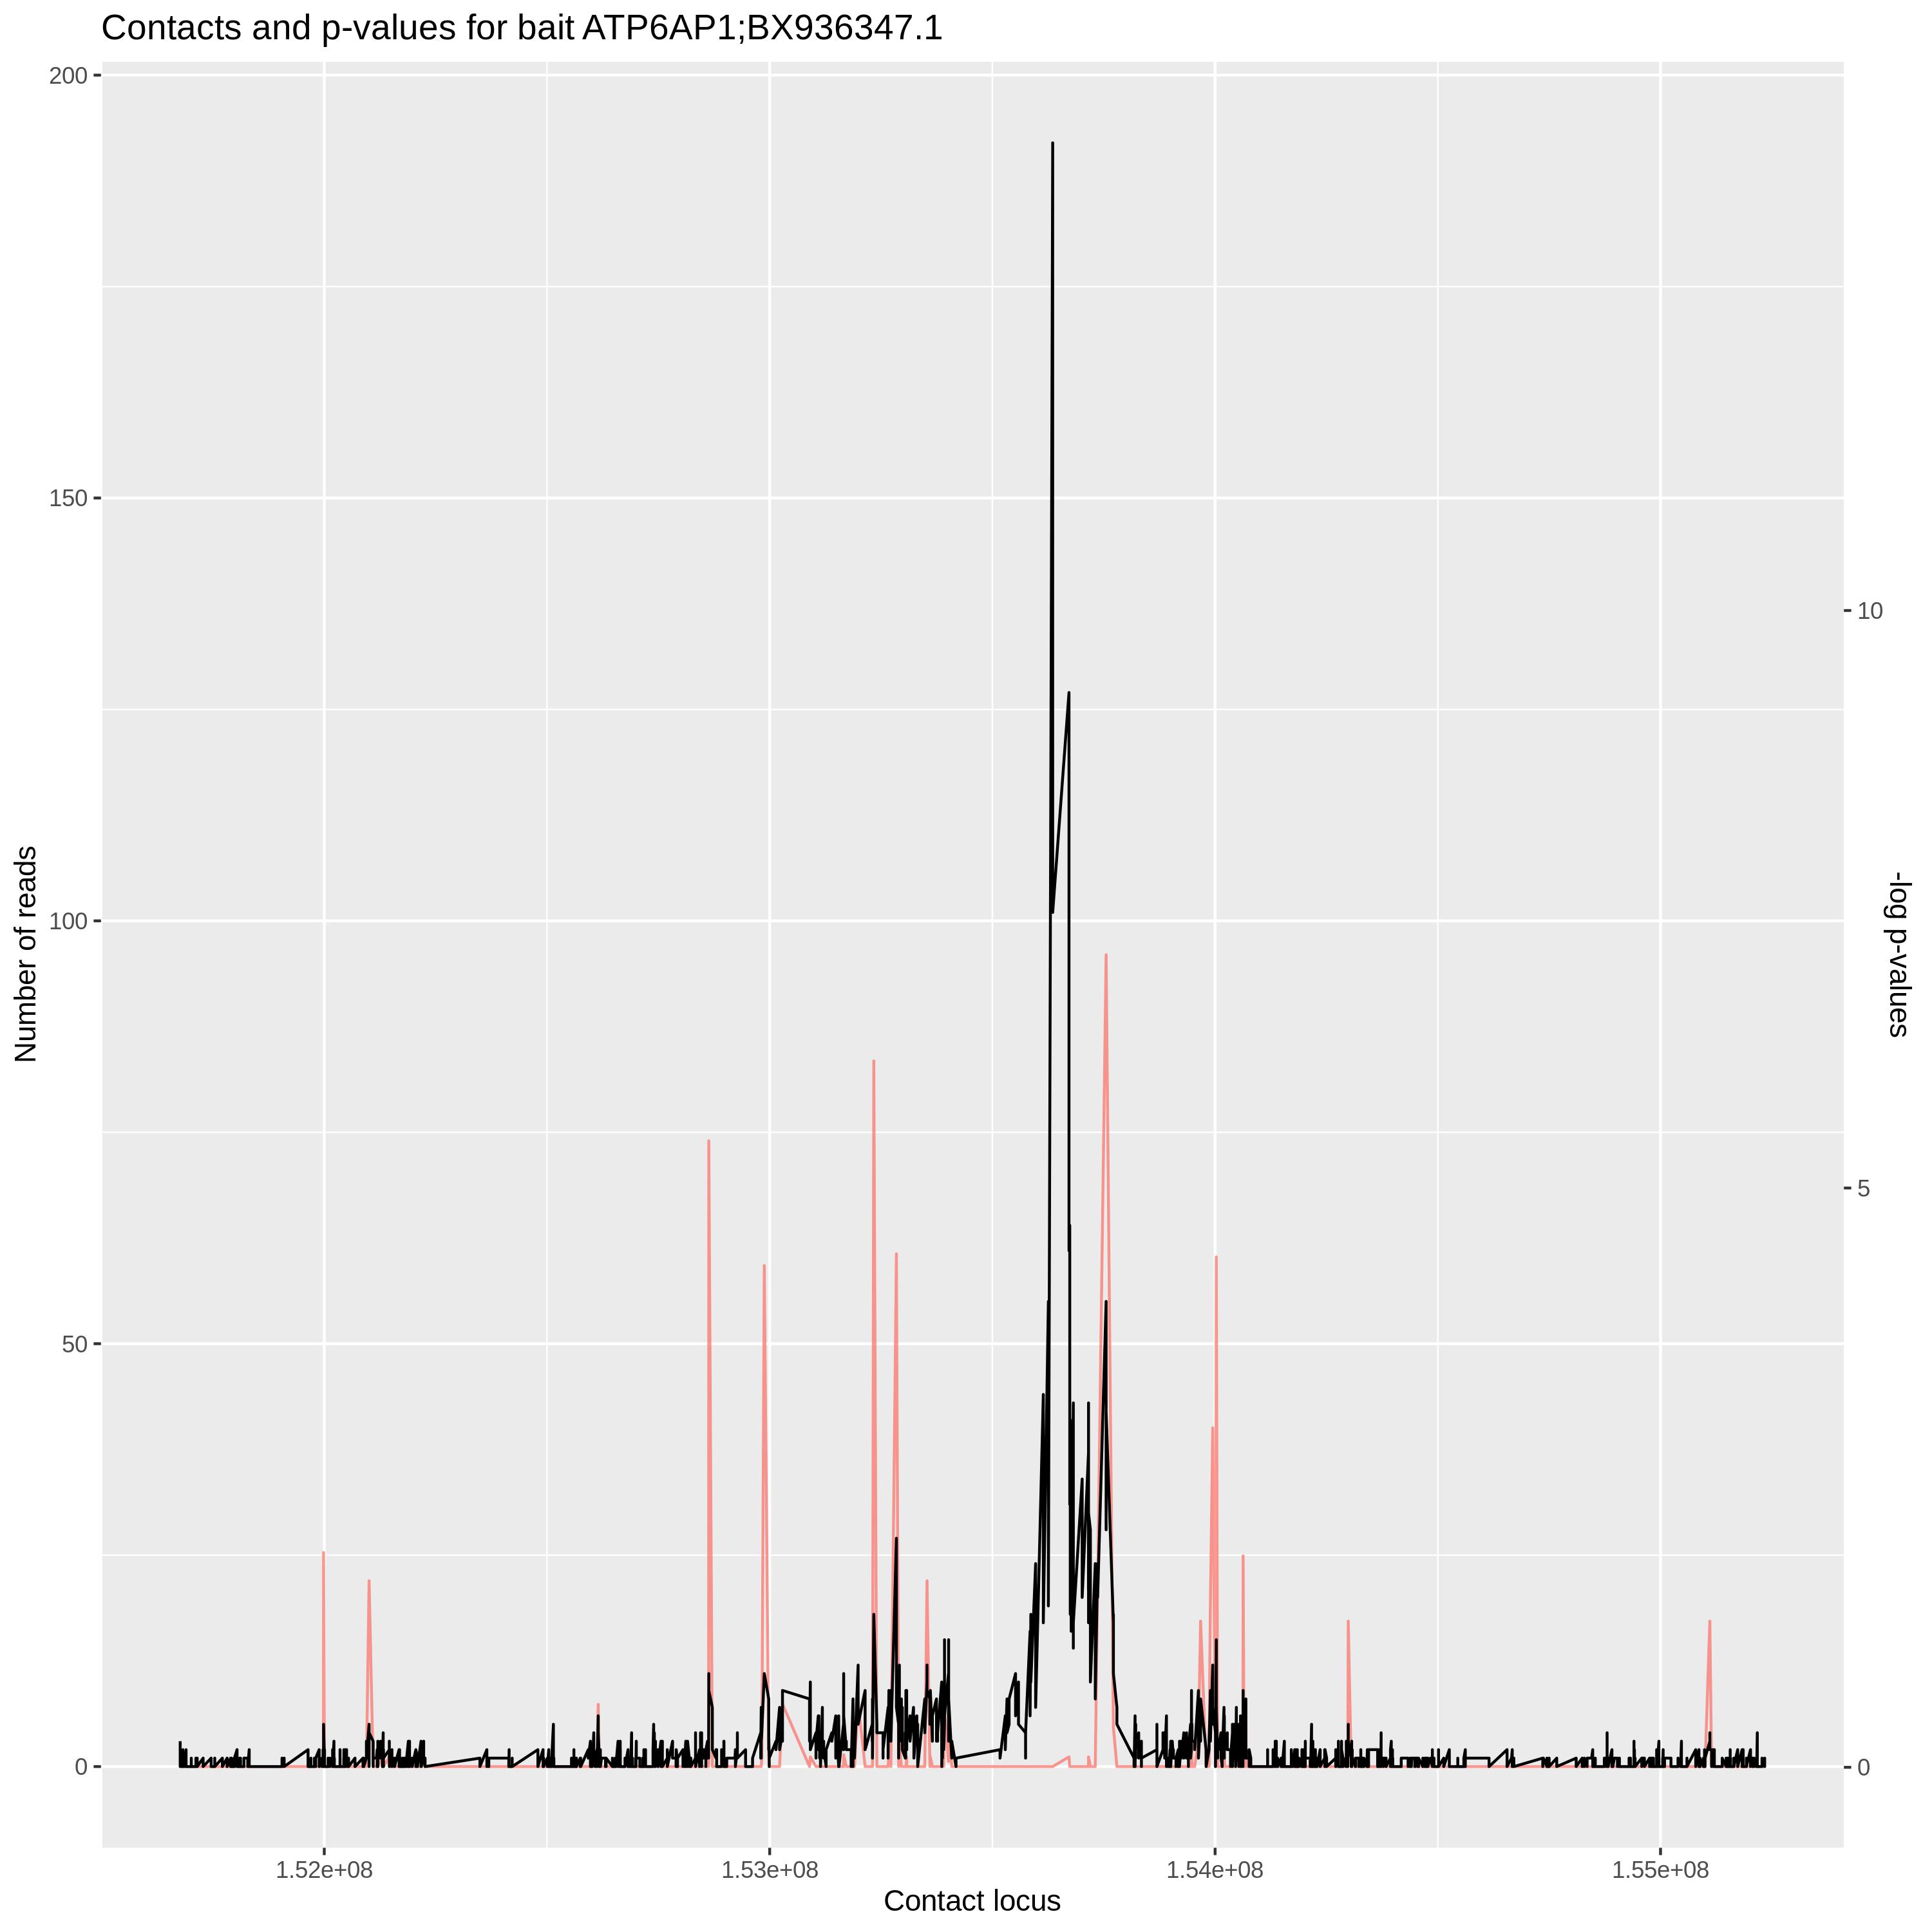 Contacts and p-values for bait ATP6AP1;BX936347.1
200
150
100
50
0
Number of reads
10
5
0
-log p-values
1.52e+08
1.53e+08
1.54e+08
1.55e+08
Contact locus